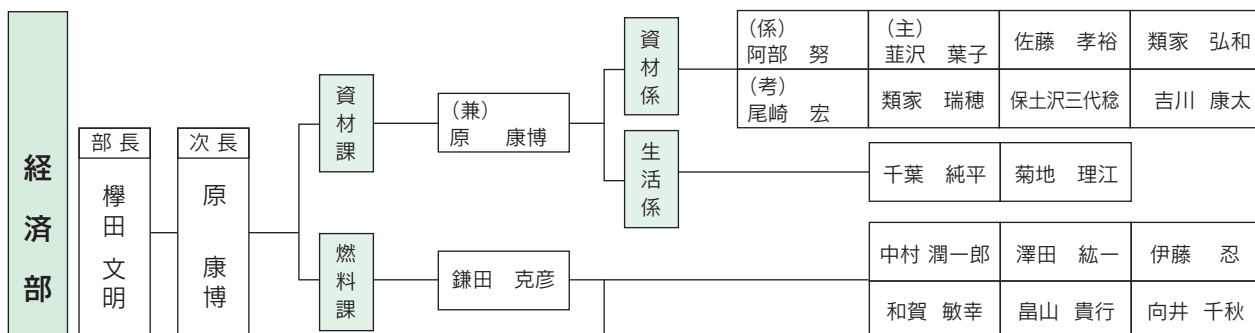 経済部
部長
欅田 文明
次長
原 康博
資材課
(兼)
原 康博
資材係
(係)
阿部 努
(主)
韮沢 葉子
佐藤 孝裕
類家 弘和
(考)
尾崎 宏
類家 瑞穂
保土沢三代稔
吉川 康太
生活係
千葉 純平
菊地 理江
燃料課
鎌田 克彦
中村 潤一郎
澤田 紘一
伊藤 忍
和賀 敏幸
畠山 貴行
向井 千秋